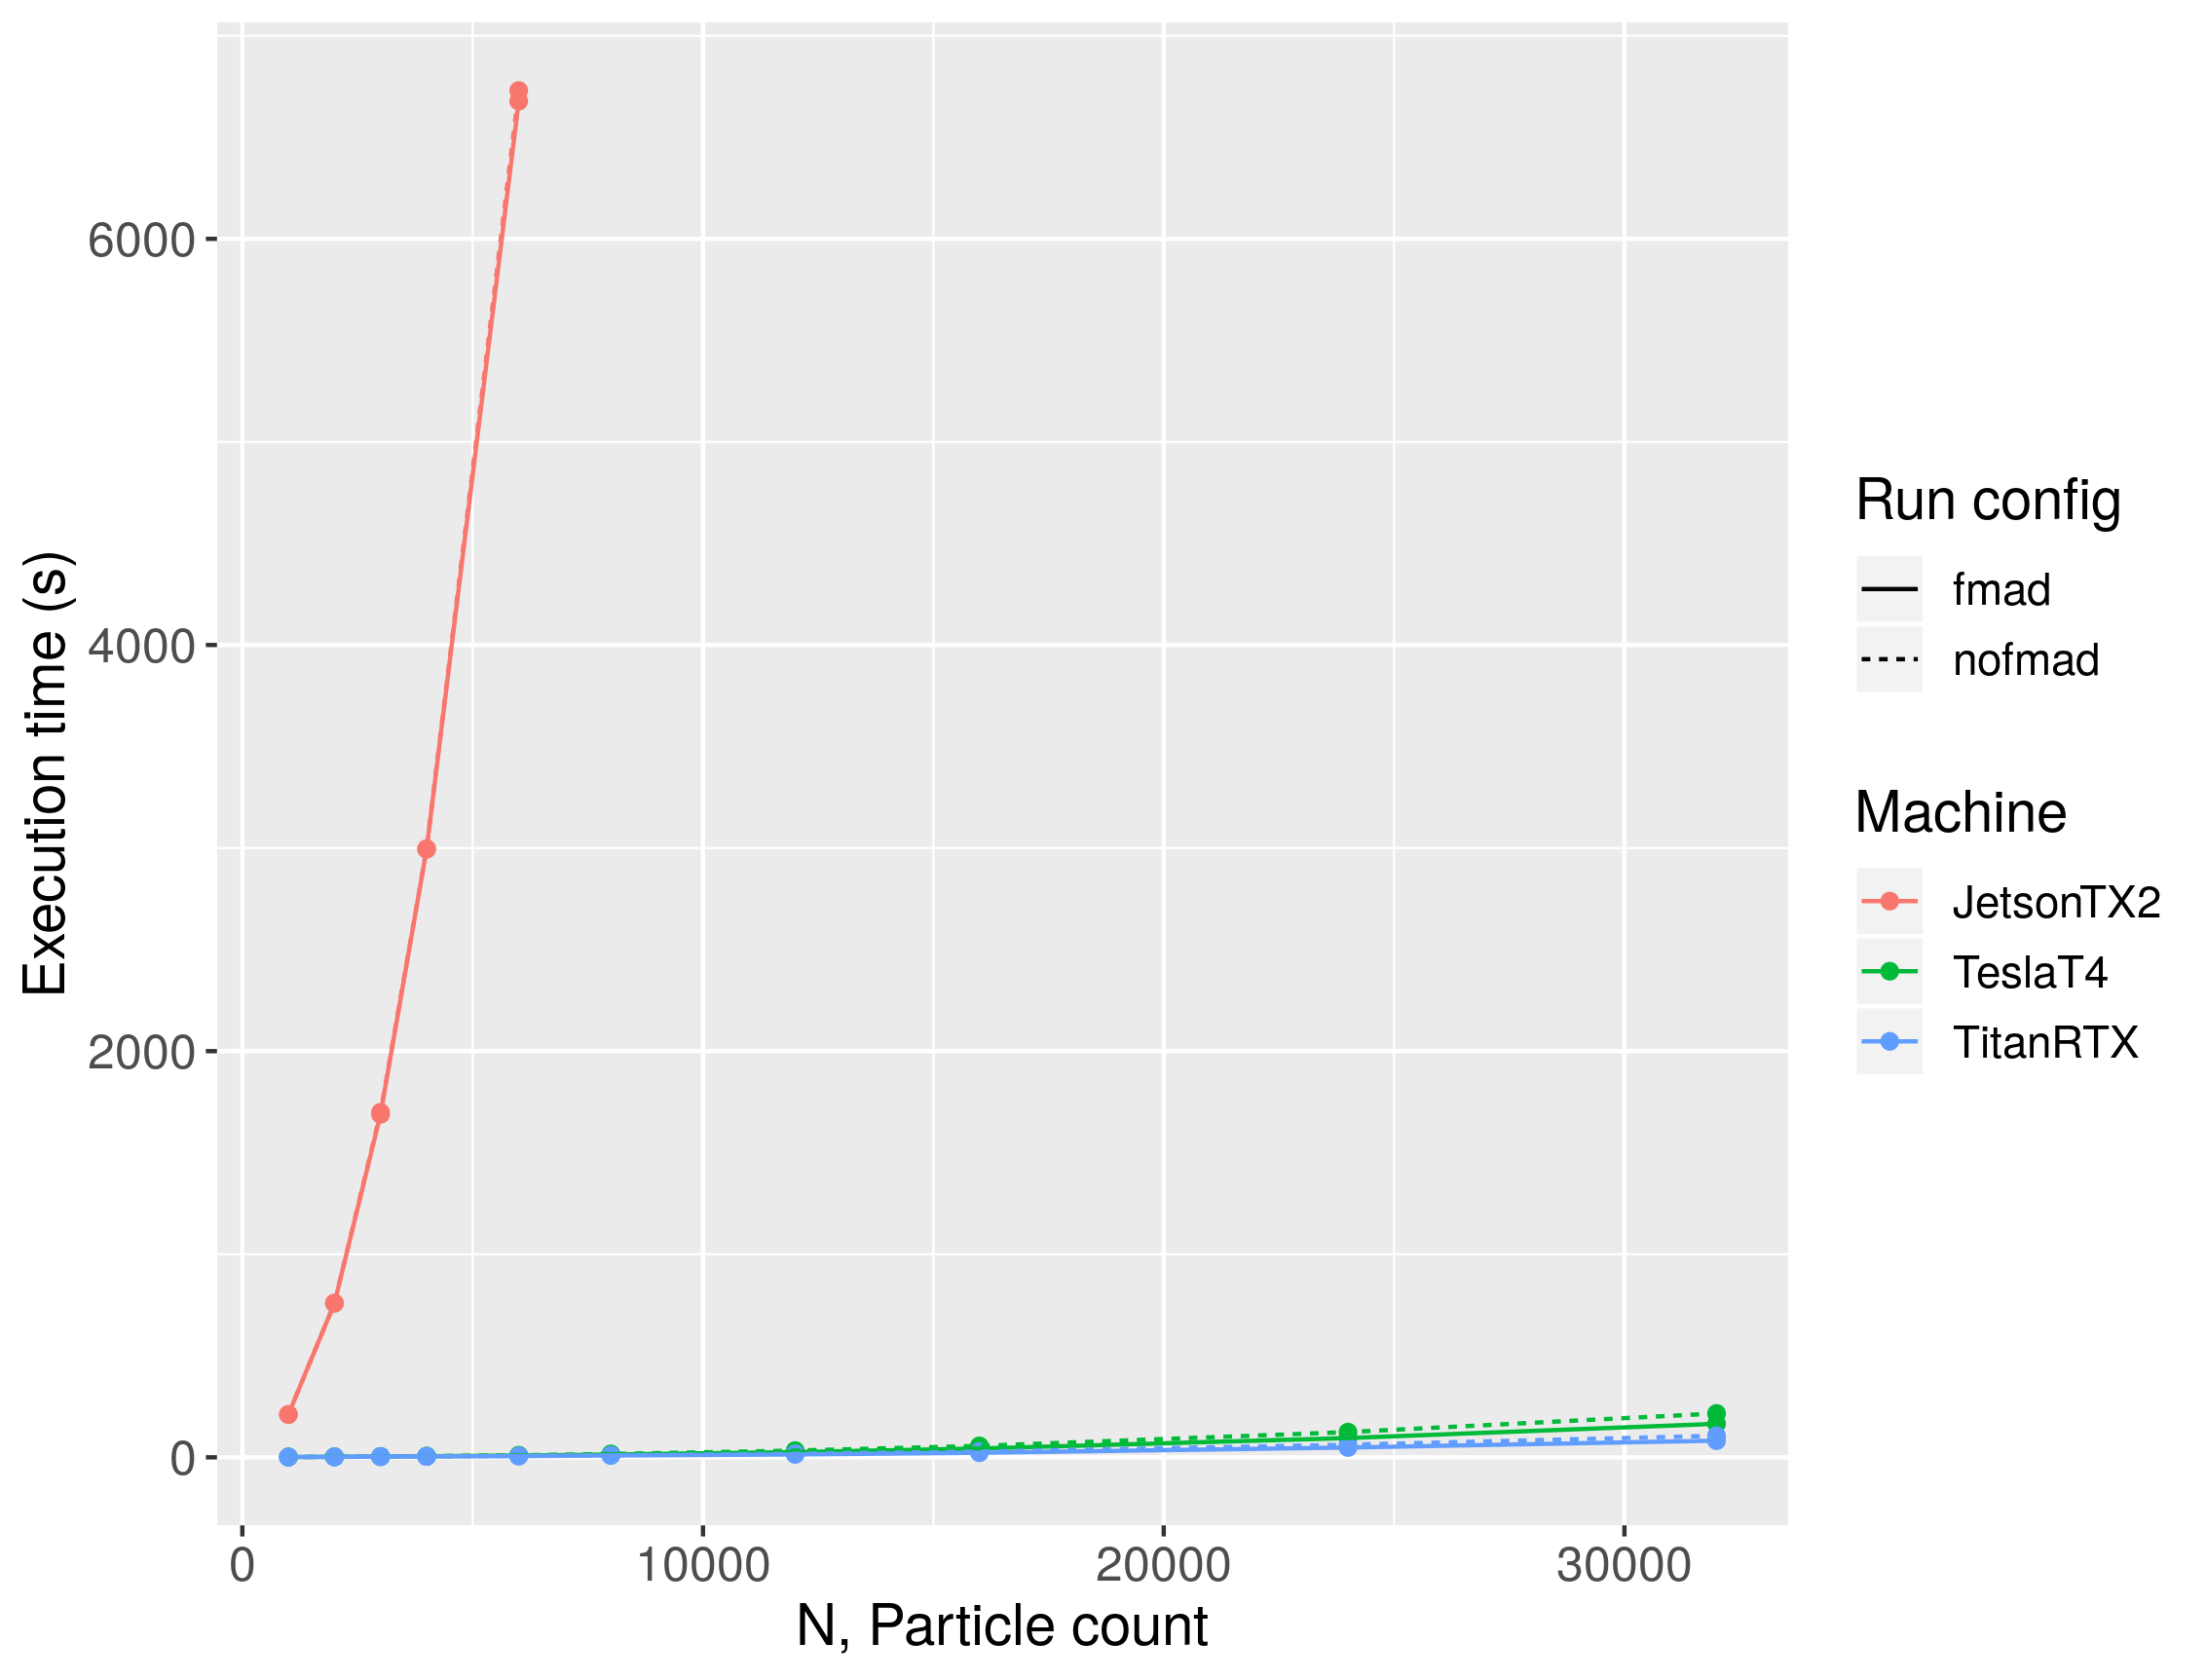 Execution time (s)
6000
4000
2000
0
0
10000
20000
30000
N, Particle count
Run config
fmad
nofmad
Machine
JetsonTX2
TeslaT4
TitanRTX